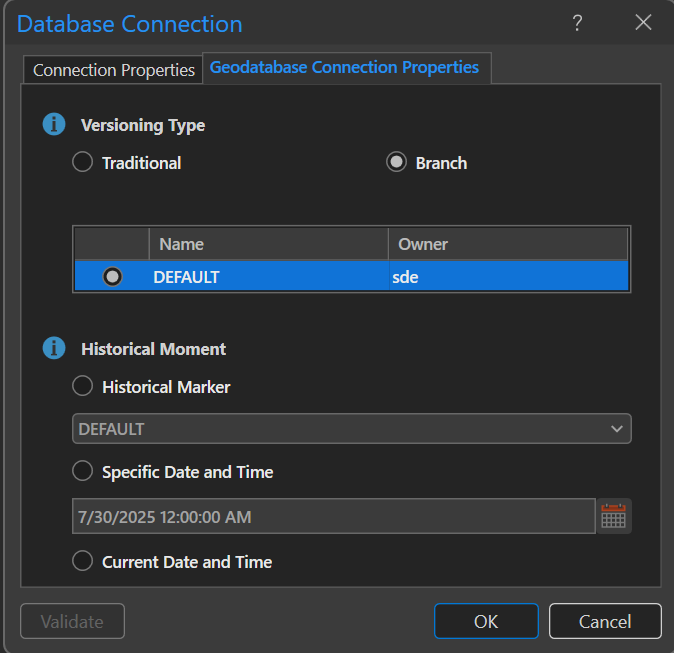 Database Connection ?
Connection Properties Geodatabase Connection Properties
Versioning Type
Traditional Branch
Name Owner
DEFAULT sde
Historical Moment
Historical Marker
DEFAULT
Specific Date and Time
7/30/2025 12:00:00 AM
Current Date and Time
Validate OK Cancel